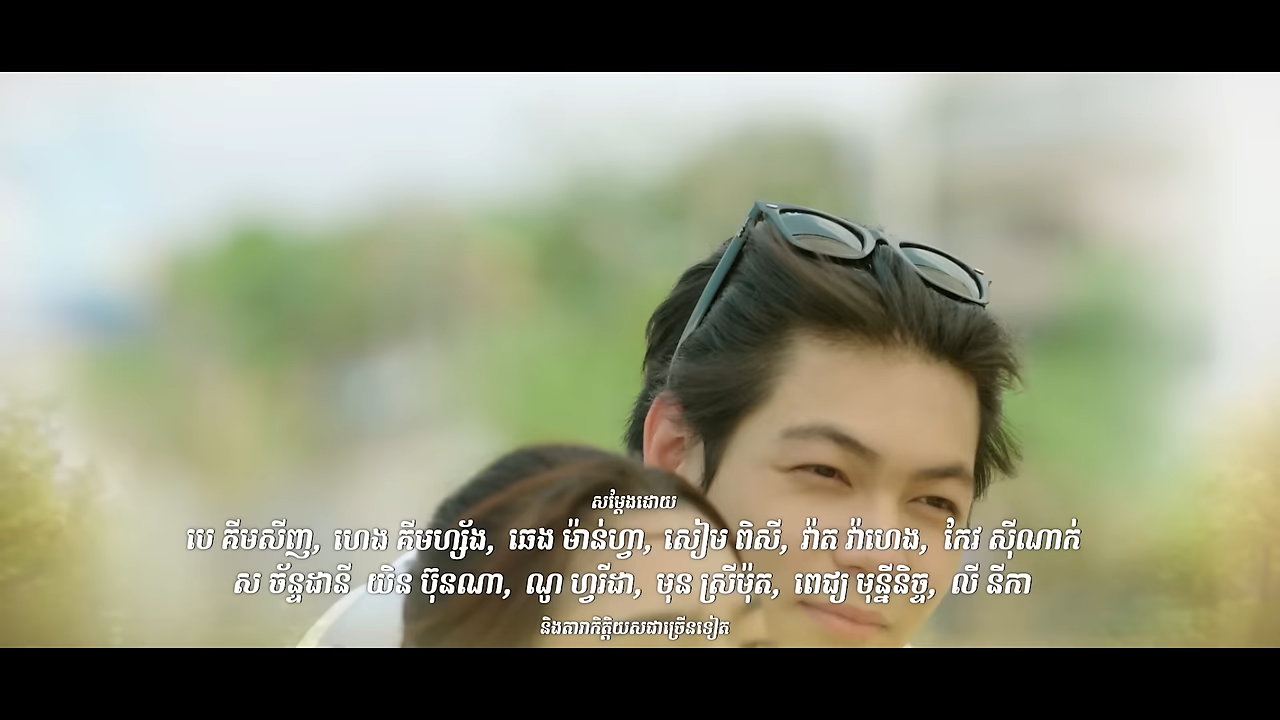 សម្តែងដោយ
បេ គីមសីញ, ហេង គីមហ្ស័ង, ឆេង ម៉ាន់ហ្វា, សៀម ពិសី, វ៉ាត វ៉ាហេង, កែវ ស៊ីណាក់
ស ច័ន្ទដានី យិន ប៊ុនណា, ណូ ហ្វរីដា, មុន ស្រីម៉ុត, ពេជ្យ មុន្នីនិច្ច, លី នីកា
និងតារាកិត្តិយសជាច្រើនទៀត